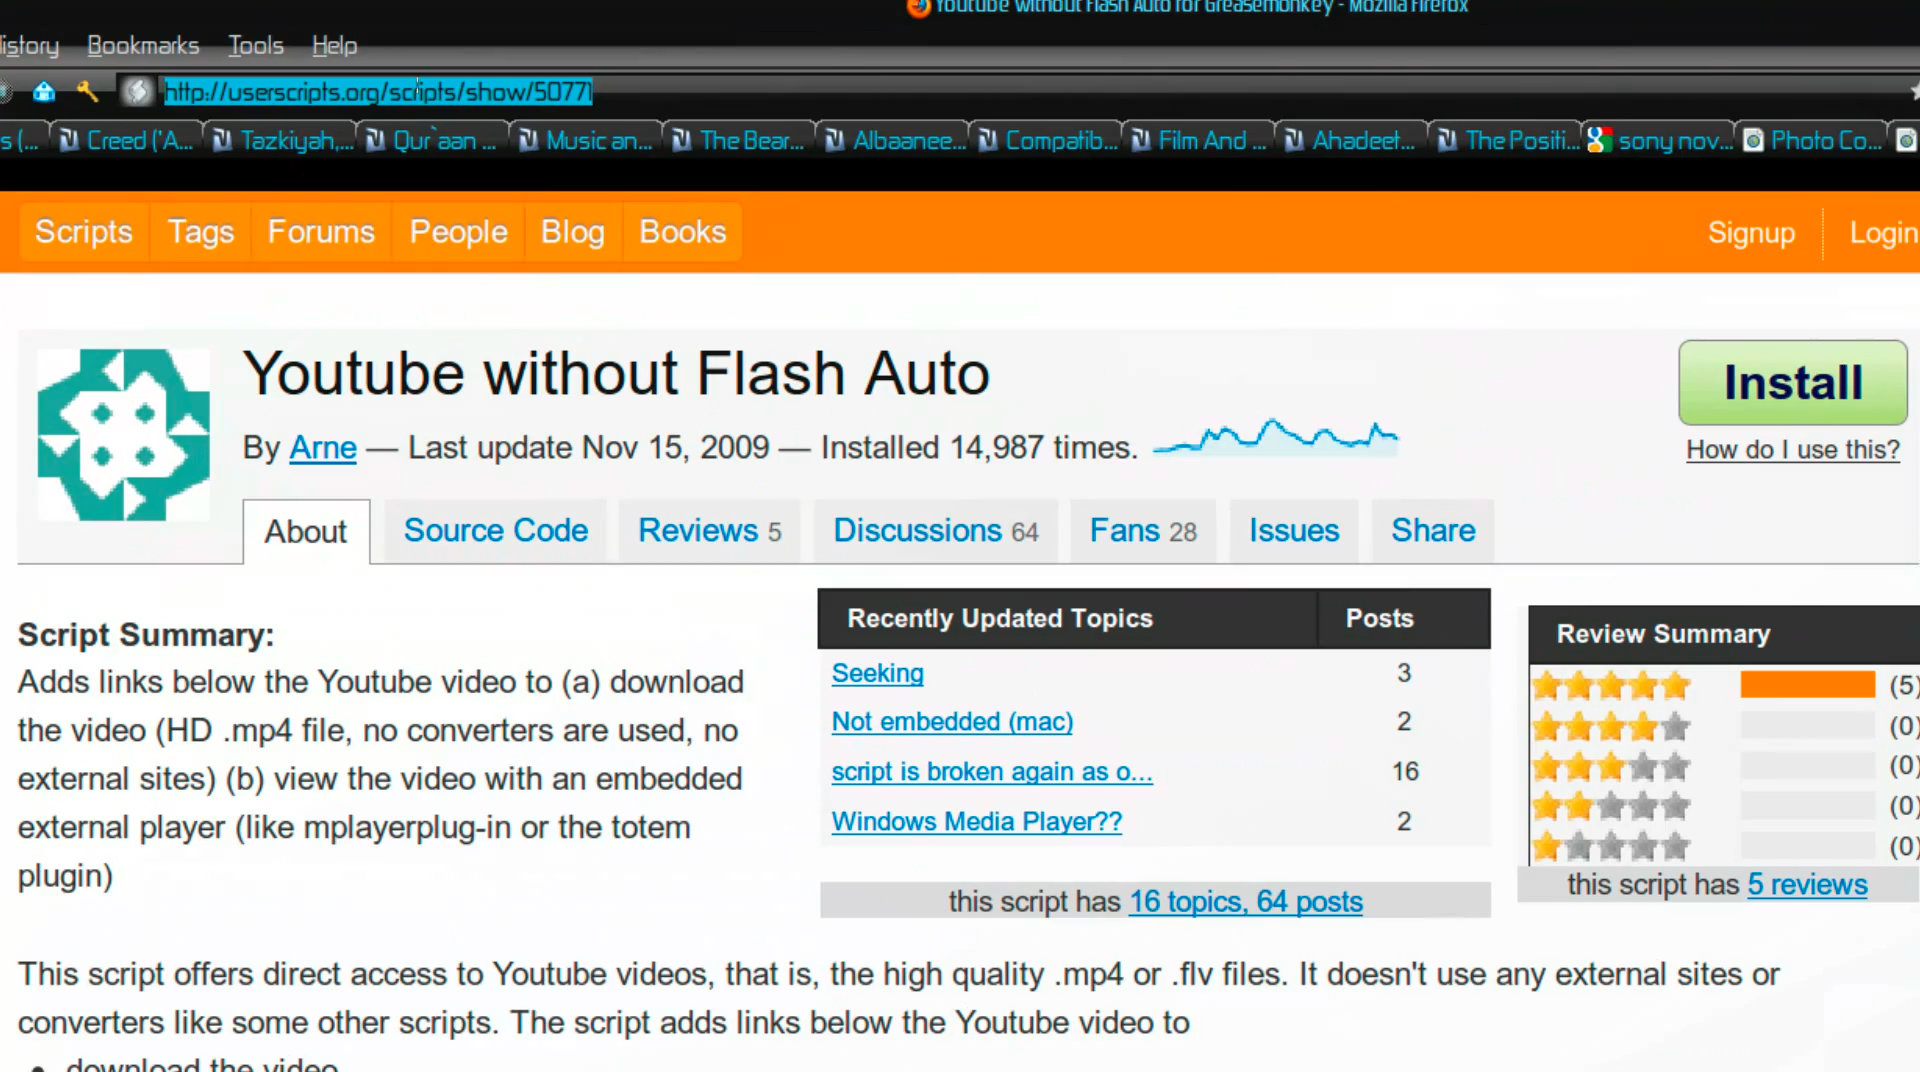 Youtube without Flash Auto for Greasemonkey - Mozilla Firefox
History Bookmarks Tools Help
http://userscripts.org/scripts/show/50771
s (... Creed ('A... Tazkiyah,... Qur`aan ... Music an... The Bear... Albaanee... Compatib... Film And ... Ahadeet... The Positi... sony nov... Photo Co...
Scripts Tags Forums People Blog Books Signup Login
Youtube without Flash Auto
Install
By Arne — Last update Nov 15, 2009 — Installed 14,987 times.
How do I use this?
About Source Code Reviews 5 Discussions 64 Fans 28 Issues Share
Script Summary:
Adds links below the Youtube video to (a) download
the video (HD .mp4 file, no converters are used, no
external sites) (b) view the video with an embedded
external player (like mplayerplug-in or the totem
plugin)
Recently Updated Topics Posts
Seeking 3
Not embedded (mac) 2
script is broken again as o... 16
Windows Media Player?? 2
this script has 16 topics, 64 posts
Review Summary
(5)
(0)
(0)
(0)
(0)
this script has 5 reviews
This script offers direct access to Youtube videos, that is, the high quality .mp4 or .flv files. It doesn't use any external sites or
converters like some other scripts. The script adds links below the Youtube video to
• download the video